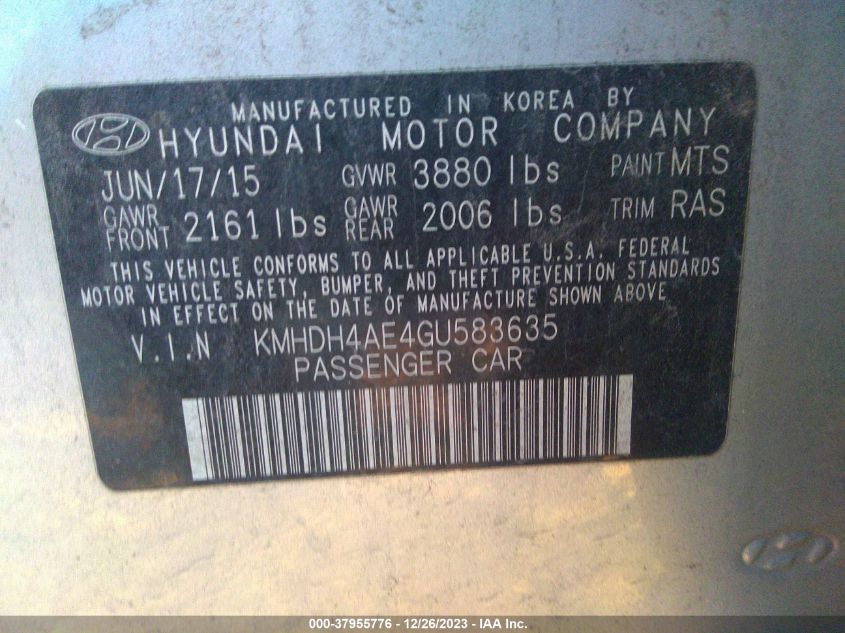 MANUFACTURED IN KOREA BY
HYUNDAI MOTOR COMPANY
JUN/17/15 GVWR 3880 lbs PAINT MTS
GAWR FRONT 2161 lbs GAWR REAR 2006 lbs TRIM RAS
THIS VEHICLE CONFORMS TO ALL APPLICABLE U.S.A. FEDERAL
MOTOR VEHICLE SAFETY, BUMPER, AND THEFT PREVENTION STANDARDS
IN EFFECT ON THE DATE OF MANUFACTURE SHOWN ABOVE
V.I.N KMHDH4AE4GU583635
PASSENGER CAR
000-37955776 - 12/26/2023 - IAA Inc.